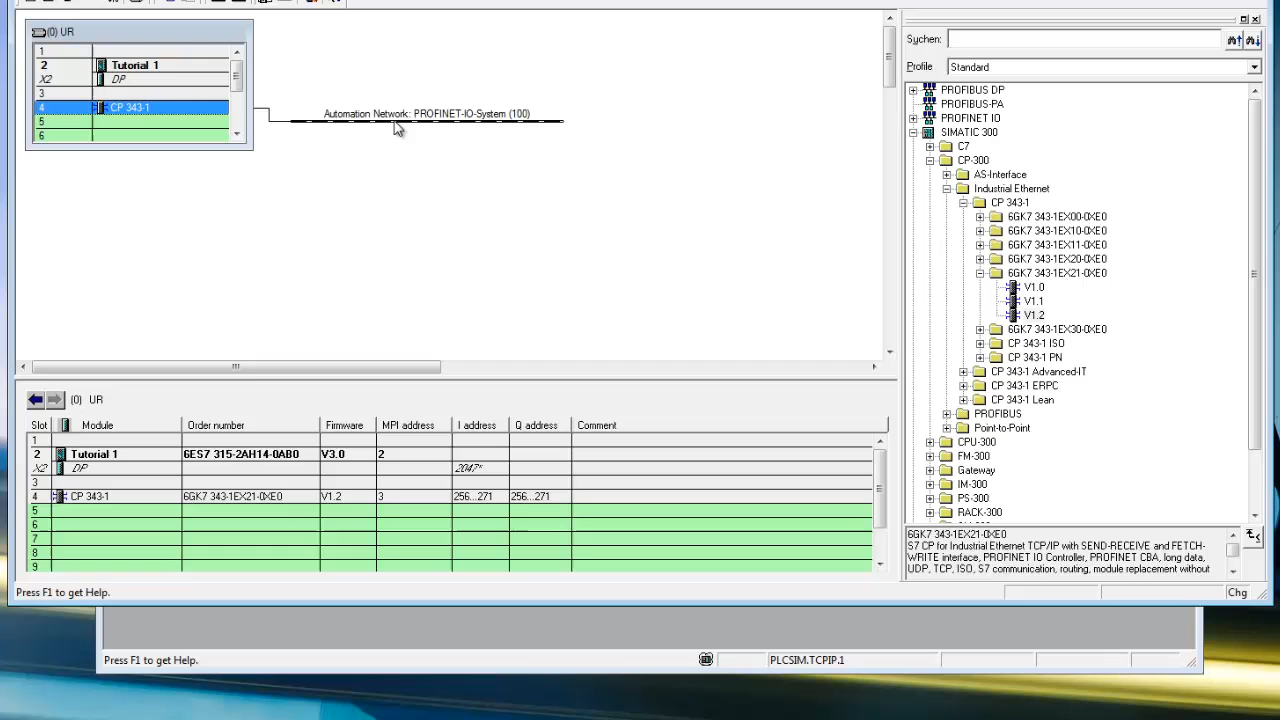 (0) UR
1
2 Tutorial 1
X2 DP
3
4 CP 343-1
5
6
Automation Network: PROFINET-IO-System (100)
Suchen:
Profile Standard
PROFIBUS DP
PROFIBUS-PA
PROFINET IO
SIMATIC 300
C7
CP-300
AS-Interface
Industrial Ethernet
CP 343-1
6GK7 343-1EX00-0XE0
6GK7 343-1EX10-0XE0
6GK7 343-1EX11-0XE0
6GK7 343-1EX20-0XE0
6GK7 343-1EX21-0XE0
V1.0
V1.1
V1.2
6GK7 343-1EX30-0XE0
CP 343-1 ISO
CP 343-1 PN
CP 343-1 Advanced-IT
CP 343-1 ERPC
CP 343-1 Lean
PROFIBUS
Point-to-Point
CPU-300
FM-300
Gateway
IM-300
PS-300
RACK-300
6GK7 343-1EX21-0XE0
S7 CP for Industrial Ethernet TCP/IP with SEND-RECEIVE and FETCH-
WRITE interface, PROFINET IO Controller, PROFINET CBA, long data,
UDP, TCP, ISO, S7 communication, routing, module replacement without
(0) UR
Slot Module Order number Firmware MPI address I address Q address Comment
1
2 Tutorial 1 6ES7 315-2AH14-0AB0 V3.0 2
X2 DP 2047*
3
4 CP 343-1 6GK7 343-1EX21-0XE0 V1.2 3 256...271 256...271
5
6
7
8
9
Press F1 to get Help. Chg
Press F1 to get Help. PLCSIM.TCPIP.1